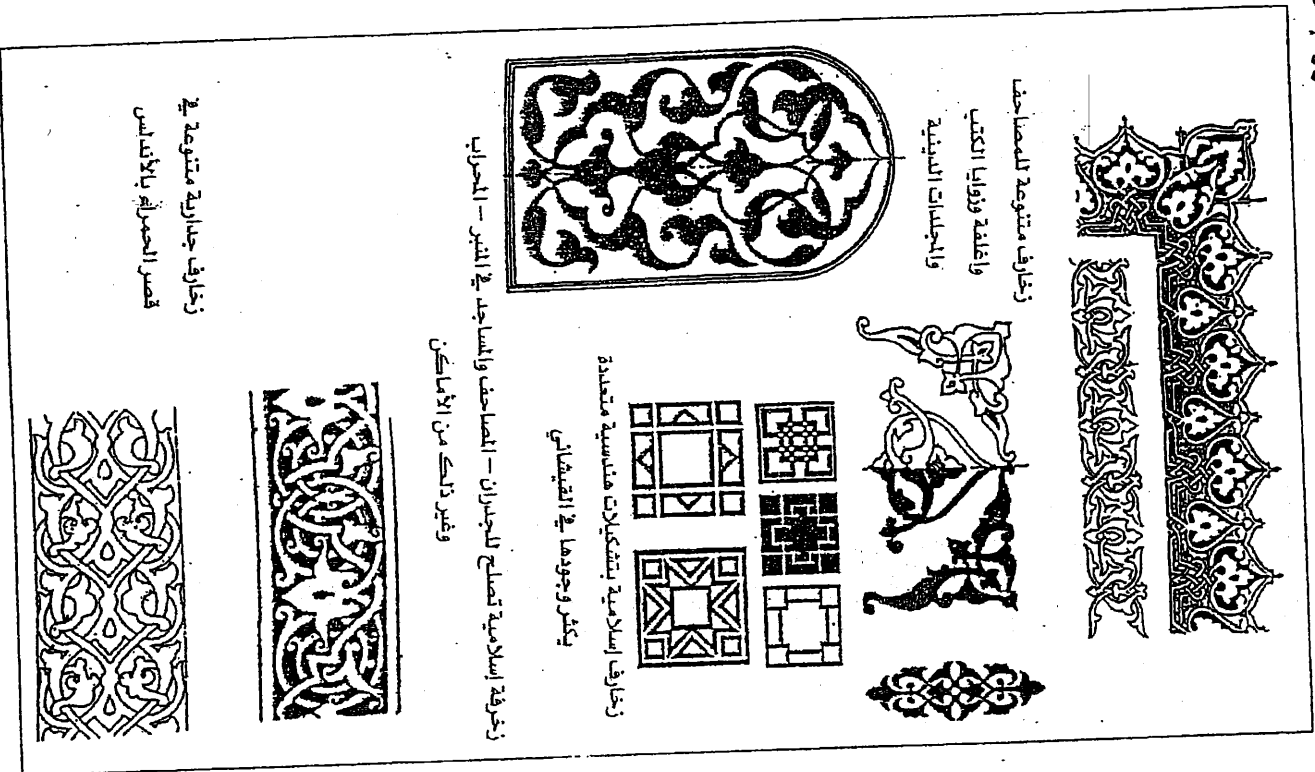 زخارف متنوعة للمصاحف
واغلفة وزوايا الكتب
والمجلدات الدينية
زخارف إسلامية بتشكيلات هندسية متعددة
يكثر وجودها في القيشاني
زخرفة إسلامية تصلح للجدران - المصاحف والمساجد في المنبر - المحراب
وغير ذلك من الأماكن
زخارف جدارية متنوعة في
قصر الحمراء بالأندلس